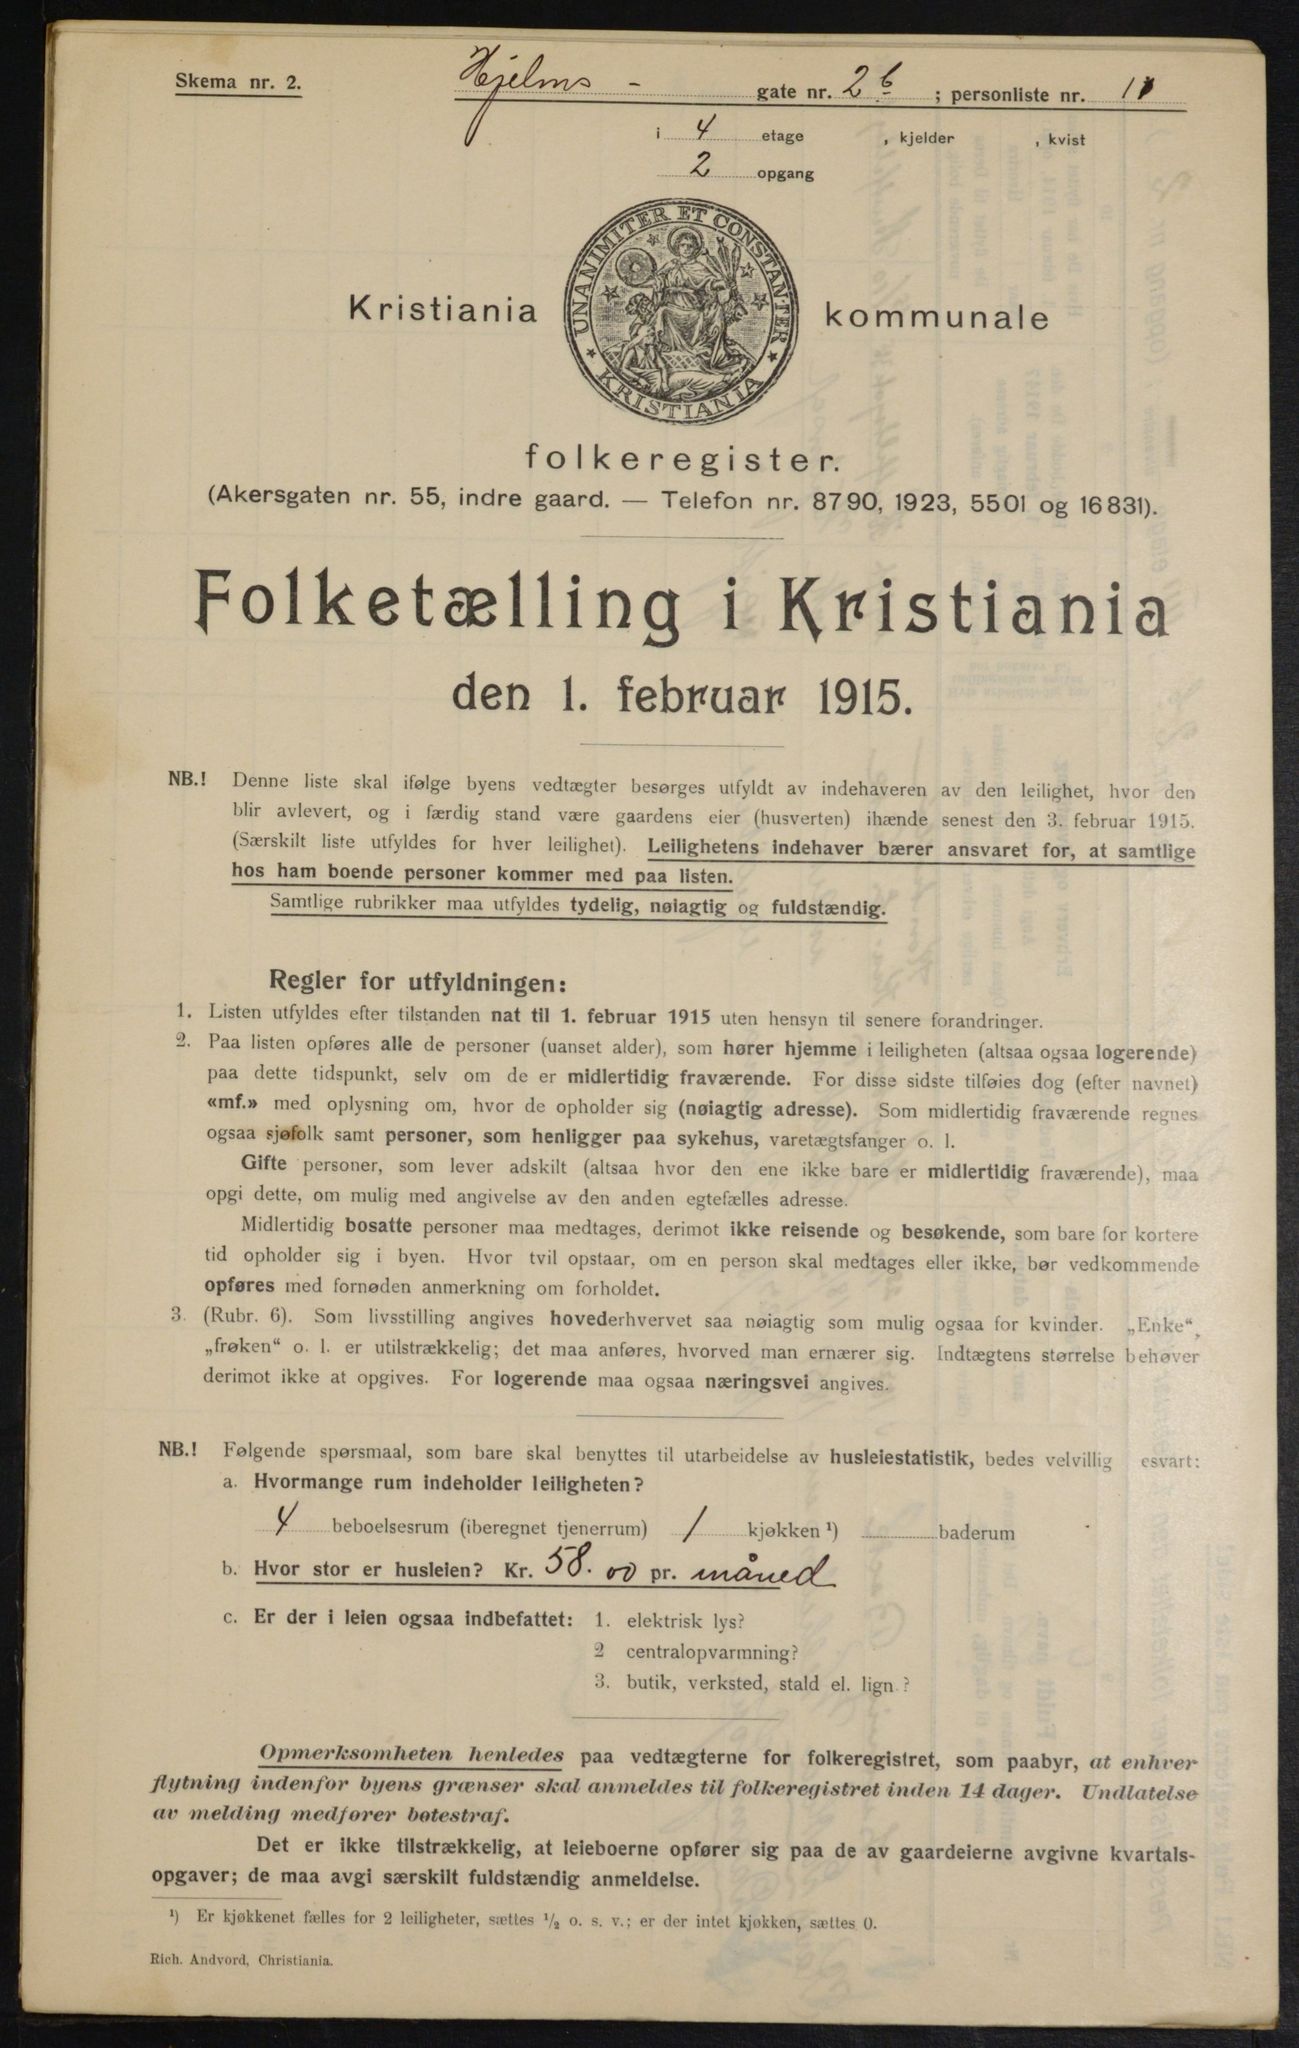 Skema nr. 2.
Hjelms - gate nr. 2 b ; personliste nr. 11
i 4 etage , kjelder , kvist
2 opgang
UNANIMITER ET CONSTANTER
KRISTIANIA
Kristiania kommunale
folkeregister.
(Akersgaten nr. 55, indre gaard. — Telefon nr. 8790, 1923, 5501 og 16831).
Folketælling i Kristiania
den 1. februar 1915.
NB.! Denne liste skal ifølge byens vedtægter besørges utfyldt av indehaveren av den leilighet, hvor den
blir avlevert, og i færdig stand være gaardens eier (husverten) ihænde senest den 3. februar 1915.
(Særskilt liste utfyldes for hver leilighet). Leilighetens indehaver bærer ansvaret for, at samtlige
hos ham boende personer kommer med paa listen.
Samtlige rubrikker maa utfyldes tydelig, nøiagtig og fuldstændig.
Regler for utfyldningen:
1. Listen utfyldes efter tilstanden nat til 1. februar 1915 uten hensyn til senere forandringer.
2. Paa listen opføres alle de personer (uanset alder), som hører hjemme i leiligheten (altsaa ogsaa logerende)
paa dette tidspunkt, selv om de er midlertidig fraværende. For disse sidste tilføies dog (efter navnet)
«mf.» med oplysning om, hvor de opholder sig (nøiagtig adresse). Som midlertidig fraværende regnes
ogsaa sjøfolk samt personer, som henligger paa sykehus, varetægtsfanger o. l.
Gifte personer, som lever adskilt (altsaa hvor den ene ikke bare er midlertidig fraværende), maa
opgi dette, om mulig med angivelse av den anden egtefælles adresse.
Midlertidig bosatte personer maa medtages, derimot ikke reisende og besøkende, som bare for kortere
tid opholder sig i byen. Hvor tvil opstaar, om en person skal medtages eller ikke, bør vedkommende
opføres med fornøden anmerkning om forholdet.
3. (Rubr. 6). Som livsstilling angives hovederhvervet saa nøiagtig som mulig ogsaa for kvinder. „Enke“,
„frøken“ o. l. er utilstrækkelig; det maa anføres, hvorved man ernærer sig. Indtægtens størrelse behøver
derimot ikke at opgives. For logerende maa ogsaa næringsvei angives.
NB.! Følgende spørsmaal, som bare skal benyttes til utarbeidelse av husleiestatistik, bedes velvillig esvart:
a. Hvormange rum indeholder leiligheten?
4 beboelsesrum (iberegnet tjenerrum) 1 kjøkken ¹) baderum
b. Hvor stor er husleien? Kr. 58.00 pr. måned
c. Er der i leien ogsaa indbefattet: 1. elektrisk lys?
2 centralopvarmning?
3. butik, verksted, stald el. lign.?
Opmerksomheten henledes paa vedtægterne for folkeregistret, som paabyr, at enhver
flytning indenfor byens grænser skal anmeldes til folkeregistret inden 14 dager. Undlatelse
av melding medfører bøtestraf.
Det er ikke tilstrækkelig, at leieboerne opfører sig paa de av gaardeierne avgivne kvartals-
opgaver; de maa avgi særskilt fuldstændig anmeldelse.
¹) Er kjøkkenet fælles for 2 leiligheter, sættes ½ o. s. v.; er der intet kjøkken, sættes 0.
Rich. Andvord, Christiania.